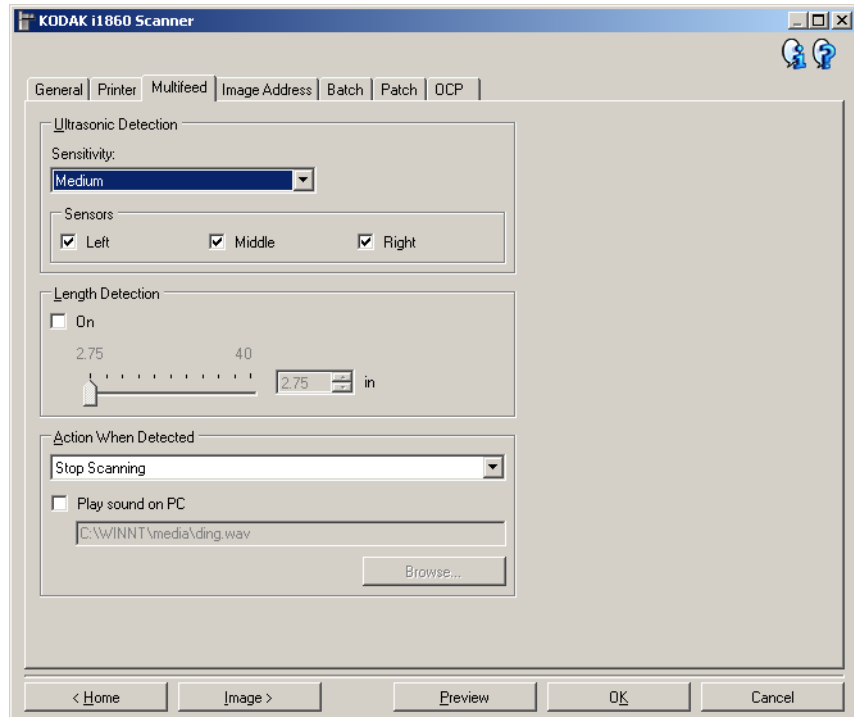 KODAK i1860 Scanner
General Printer Multifeed Image Address Batch Patch OCP
Ultrasonic Detection
Sensitivity:
Medium
Sensors
Left Middle Right
Length Detection
On
2.75 40
2.75 in
Action When Detected
Stop Scanning
Play sound on PC
C:\WINNT\media\ding.wav
Browse...
< Home Image > Preview OK Cancel